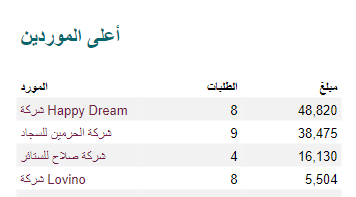 أعلى الموردين
المورد الطلبات مبلغ
شركة Happy Dream 8 48,820
شركة الحرمين للسجاد 9 38,475
شركة صلاح للستائر 4 16,130
شركة Lovino 8 5,504